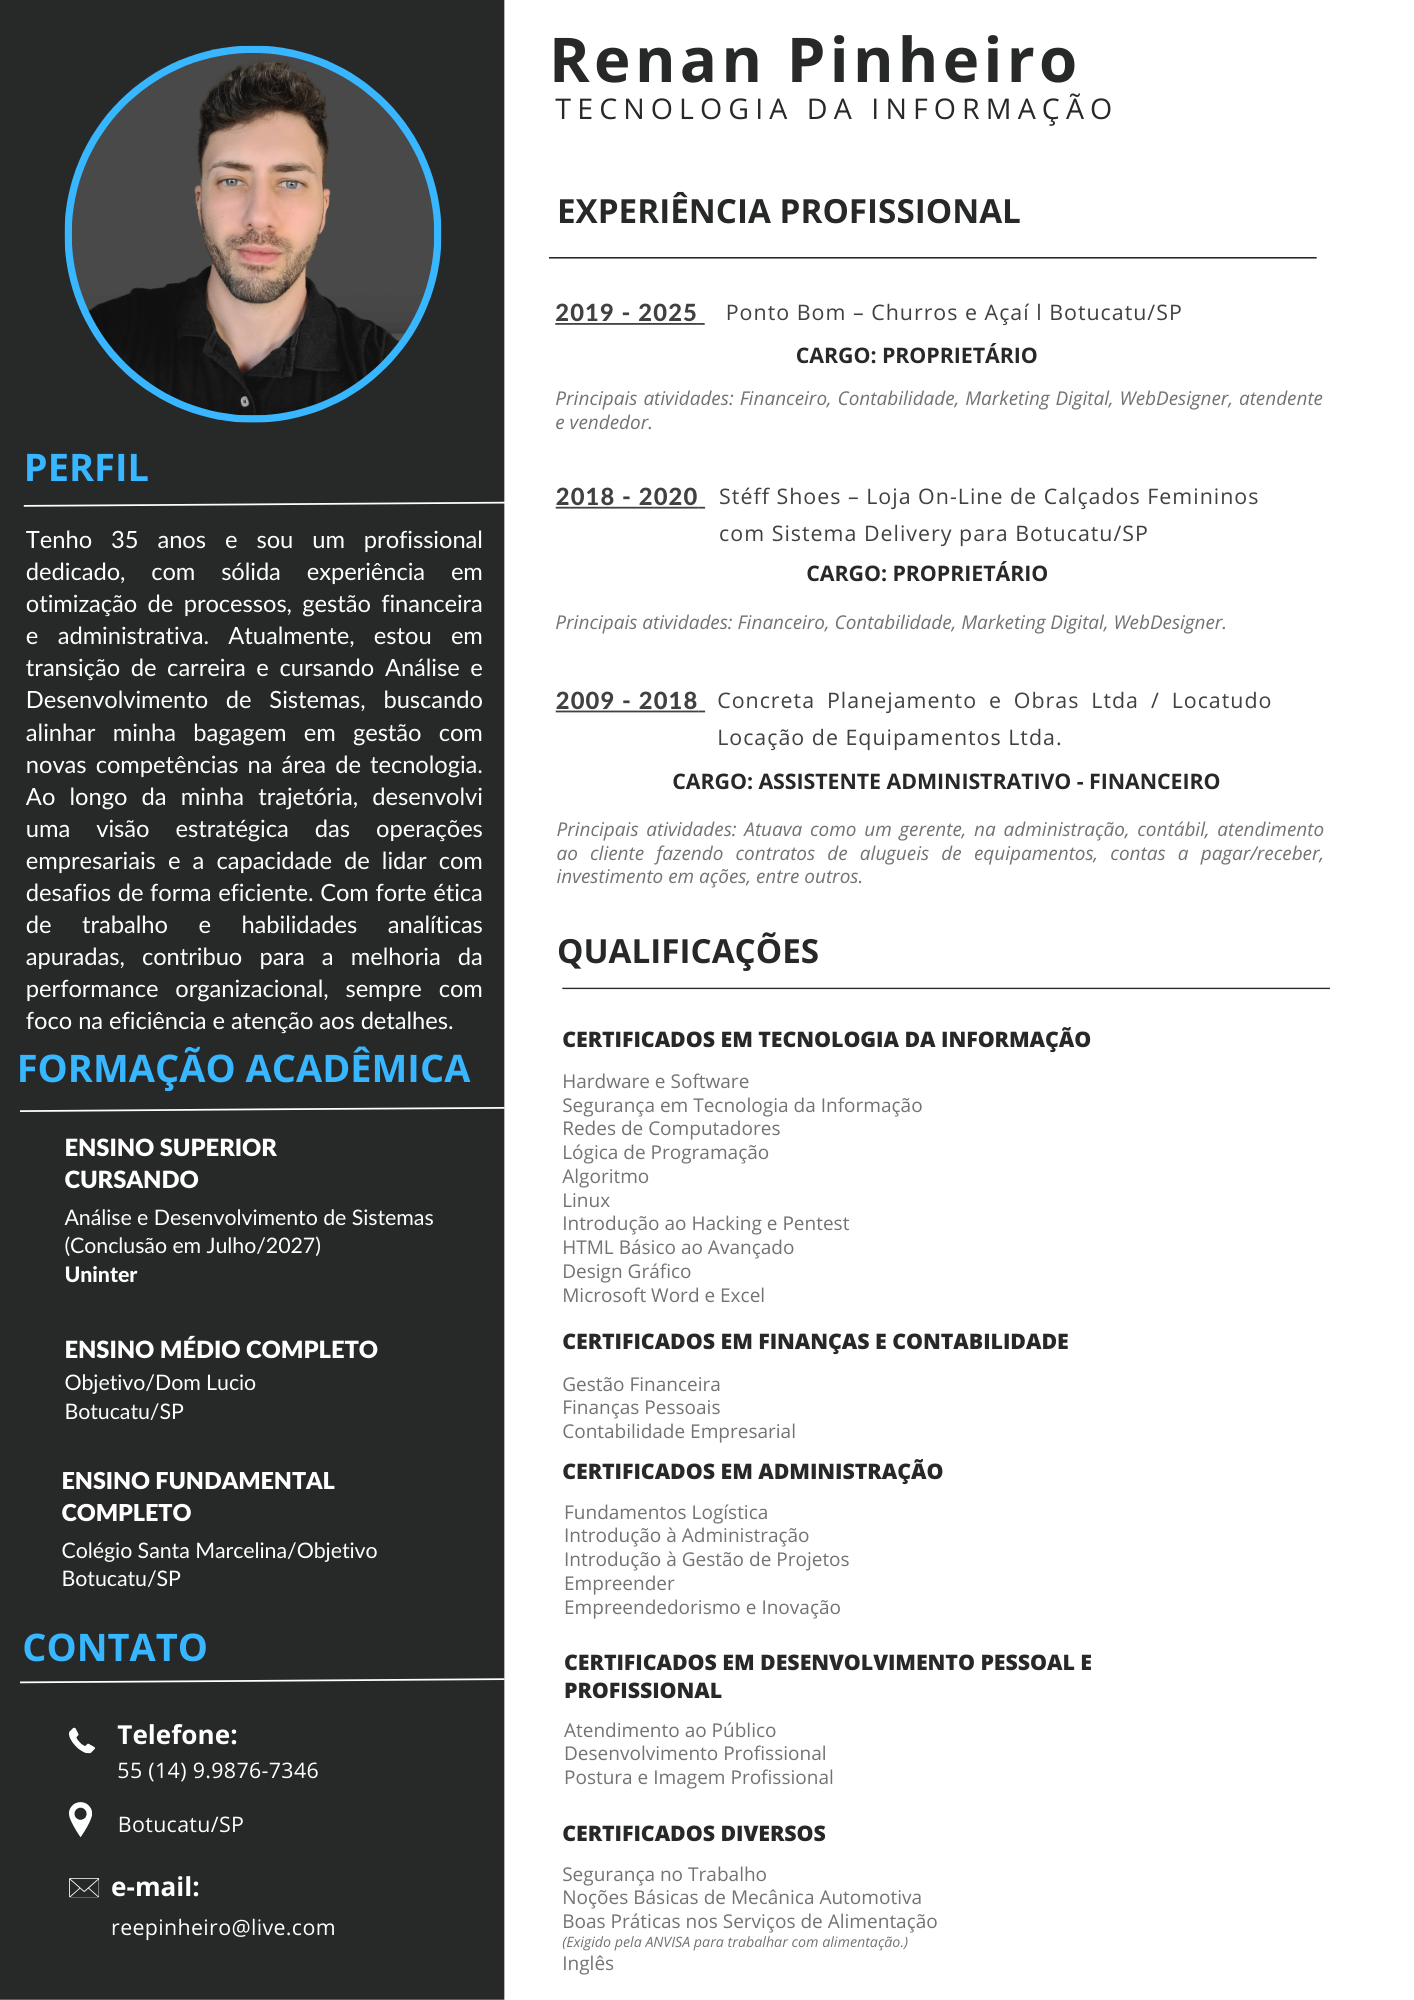 Renan Pinheiro
TECNOLOGIA DA INFORMAÇÃO
PERFIL
Tenho 35 anos e sou um profissional
dedicado, com sólida experiência em
otimização de processos, gestão financeira
e administrativa. Atualmente, estou em
transição de carreira e cursando Análise e
Desenvolvimento de Sistemas, buscando
alinhar minha bagagem em gestão com
novas competências na área de tecnologia.
Ao longo da minha trajetória, desenvolvi
uma visão estratégica das operações
empresariais e a capacidade de lidar com
desafios de forma eficiente. Com forte ética
de trabalho e habilidades analíticas
apuradas, contribuo para a melhoria da
performance organizacional, sempre com
foco na eficiência e atenção aos detalhes.
FORMAÇÃO ACADÊMICA
ENSINO SUPERIOR
CURSANDO
Análise e Desenvolvimento de Sistemas
(Conclusão em Julho/2027)
Uninter
ENSINO MÉDIO COMPLETO
Objetivo/Dom Lucio
Botucatu/SP
ENSINO FUNDAMENTAL
COMPLETO
Colégio Santa Marcelina/Objetivo
Botucatu/SP
CONTATO
Telefone:
55 (14) 9.9876-7346
Botucatu/SP
e-mail:
reepinheiro@live.com
EXPERIÊNCIA PROFISSIONAL
2019 - 2025 Ponto Bom – Churros e Açaí l Botucatu/SP
CARGO: PROPRIETÁRIO
Principais atividades: Financeiro, Contabilidade, Marketing Digital, WebDesigner, atendente
e vendedor.
2018 - 2020 Stéff Shoes – Loja On-Line de Calçados Femininos
com Sistema Delivery para Botucatu/SP
CARGO: PROPRIETÁRIO
Principais atividades: Financeiro, Contabilidade, Marketing Digital, WebDesigner.
2009 - 2018 Concreta Planejamento e Obras Ltda / Locatudo
Locação de Equipamentos Ltda.
CARGO: ASSISTENTE ADMINISTRATIVO - FINANCEIRO
Principais atividades: Atuava como um gerente, na administração, contábil, atendimento
ao cliente fazendo contratos de alugueis de equipamentos, contas a pagar/receber,
investimento em ações, entre outros.
QUALIFICAÇÕES
CERTIFICADOS EM TECNOLOGIA DA INFORMAÇÃO
Hardware e Software
Segurança em Tecnologia da Informação
Redes de Computadores
Lógica de Programação
Algoritmo
Linux
Introdução ao Hacking e Pentest
HTML Básico ao Avançado
Design Gráfico
Microsoft Word e Excel
CERTIFICADOS EM FINANÇAS E CONTABILIDADE
Gestão Financeira
Finanças Pessoais
Contabilidade Empresarial
CERTIFICADOS EM ADMINISTRAÇÃO
Fundamentos Logística
Introdução à Administração
Introdução à Gestão de Projetos
Empreender
Empreendedorismo e Inovação
CERTIFICADOS EM DESENVOLVIMENTO PESSOAL E
PROFISSIONAL
Atendimento ao Público
Desenvolvimento Profissional
Postura e Imagem Profissional
CERTIFICADOS DIVERSOS
Segurança no Trabalho
Noções Básicas de Mecânica Automotiva
Boas Práticas nos Serviços de Alimentação
(Exigido pela ANVISA para trabalhar com alimentação.)
Inglês